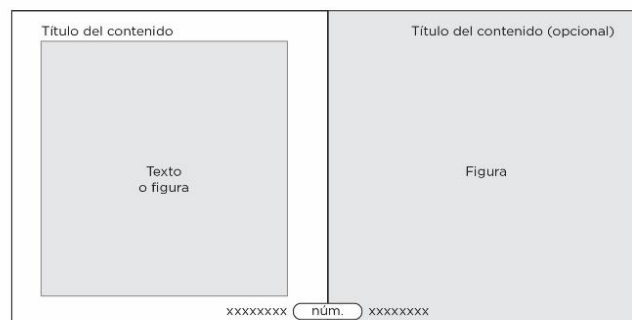 Título del contenido
Título del contenido (opcional)
Texto
o figura
Figura
xxxxxxxx núm. xxxxxxxx